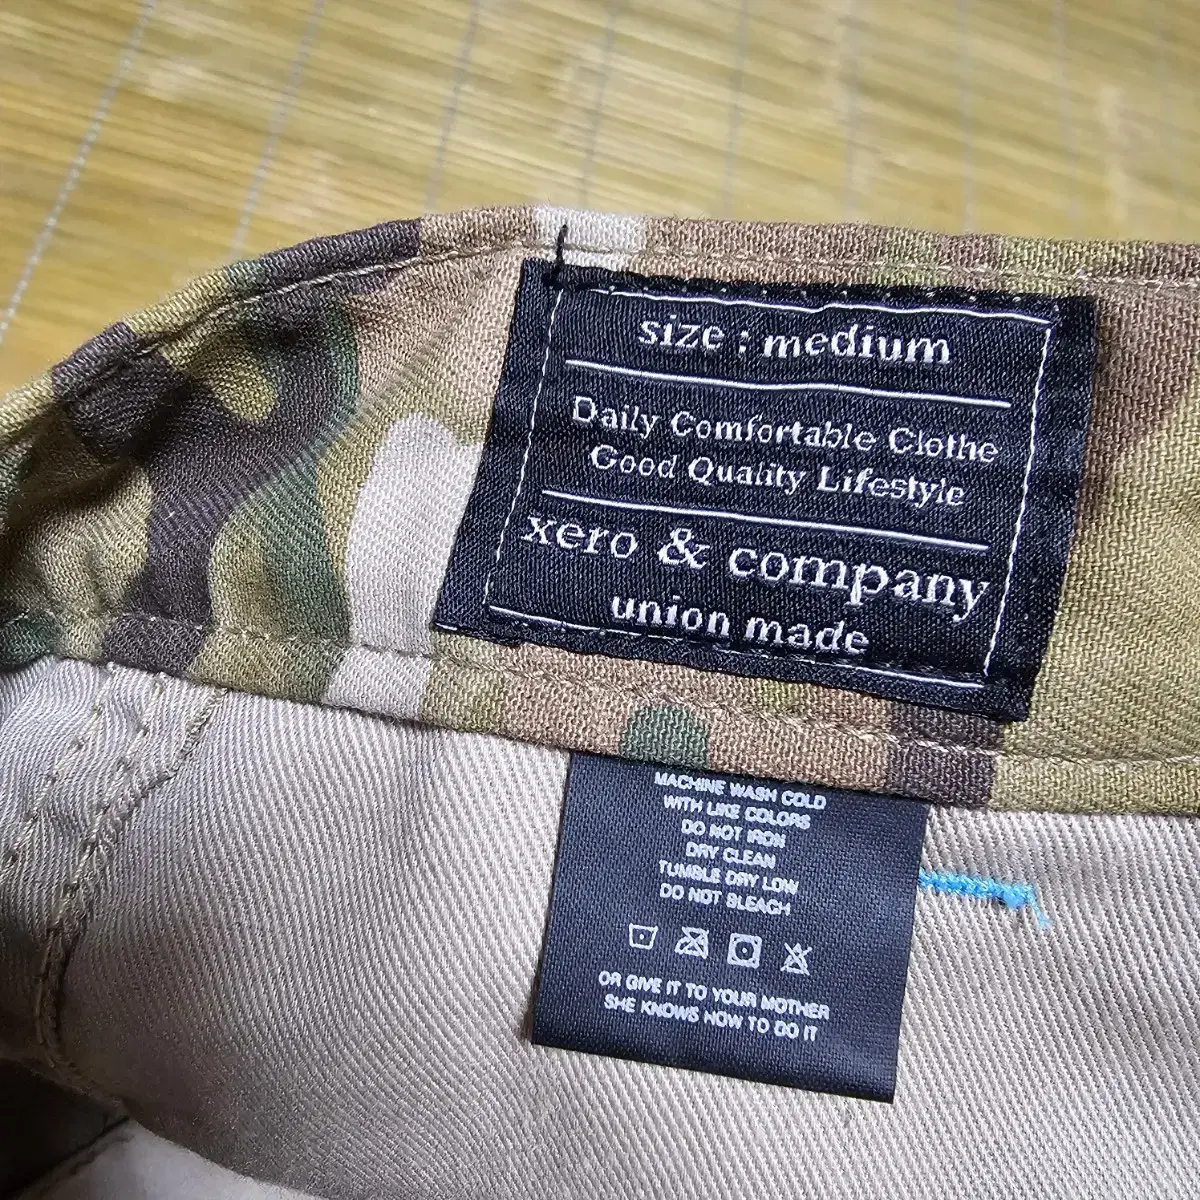 size : medium
Daily Comfortable Clothe
Good Quality Lifestyle
xero & company
union made
MACHINE WASH COLD
WITH LIKE COLORS
DO NOT IRON
DRY CLEAN
TUMBLE DRY LOW
DO NOT BLEACH
OR GIVE IT TO YOUR MOTHER
SHE KNOWS HOW TO DO IT